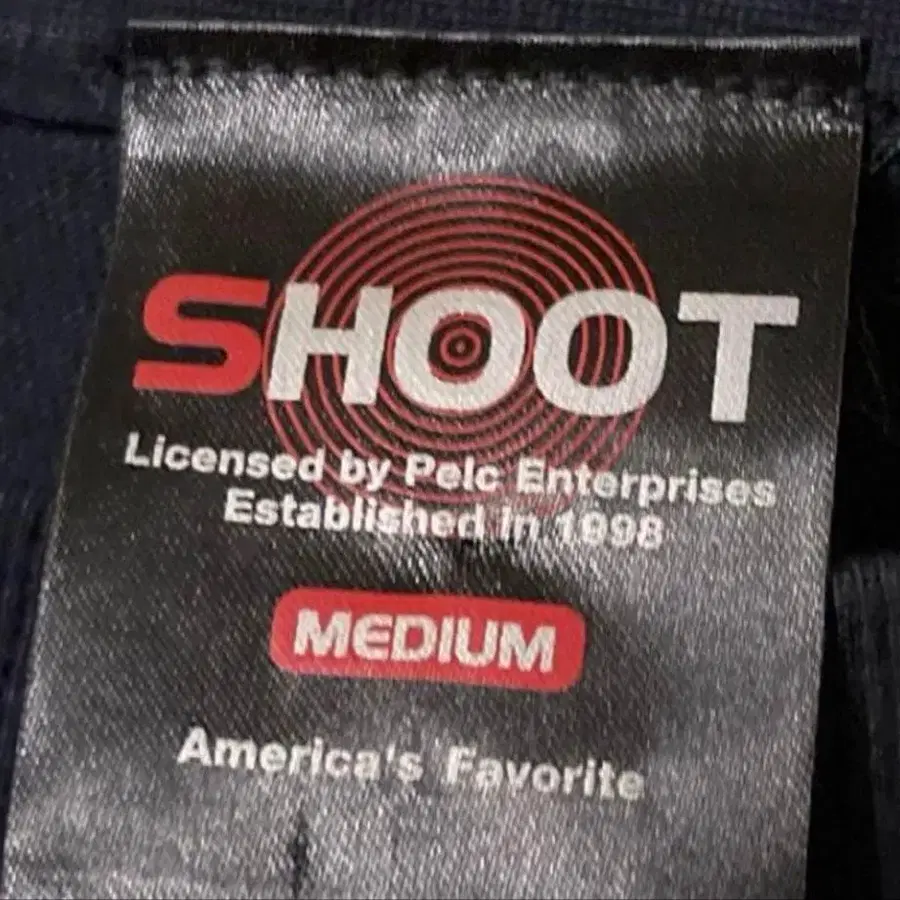 SHOOT
Licensed by Pelc Enterprises
Established in 1998
MEDIUM
America's Favorite